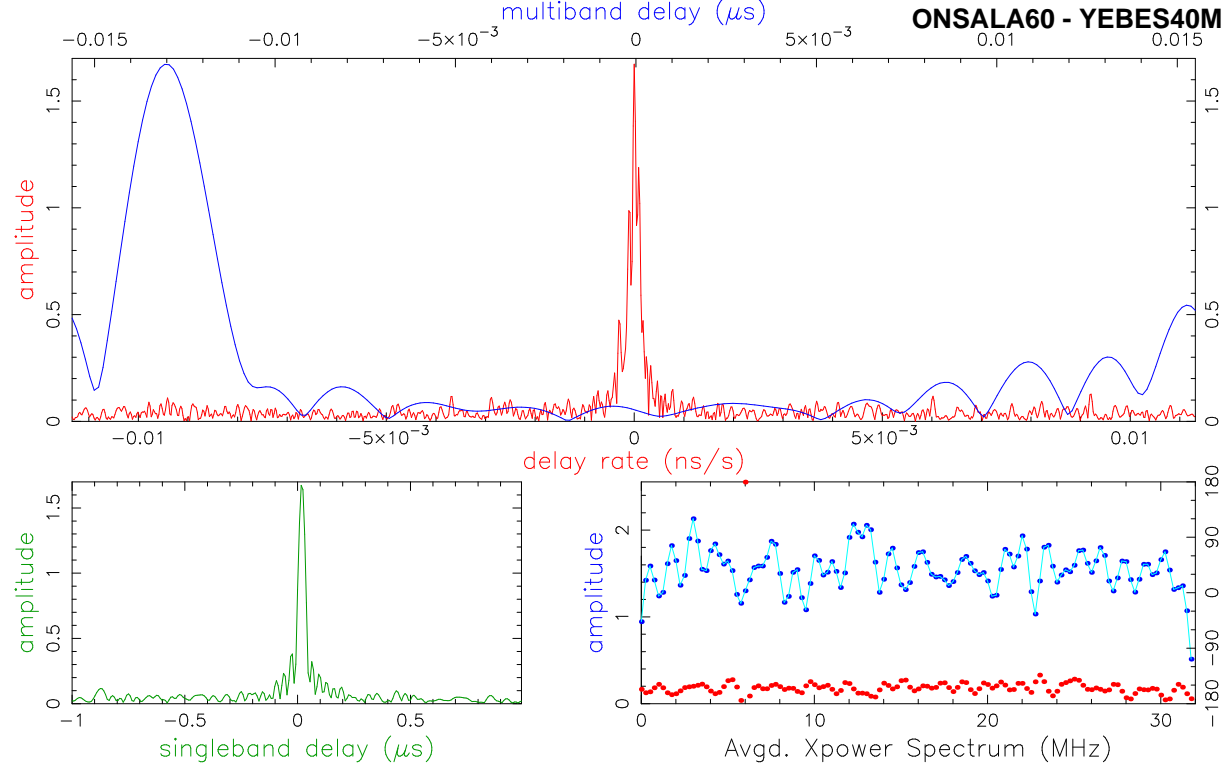 multiband delay (μs)
ONSALA60 - YEBES40M
−0.015 −0.01 −5×10⁻³ 0 5×10⁻³ 0.01 0.015
amplitude
0 0.5 1 1.5
0 0.5 1 1.5
−0.01 −5×10⁻³ 0 5×10⁻³ 0.01
delay rate (ns/s)
amplitude
0 0.5 1 1.5
−1 −0.5 0 0.5
singleband delay (μs)
amplitude
0 1 2
−180 −90 0 90 180
0 10 20 30
Avgd. Xpower Spectrum (MHz)